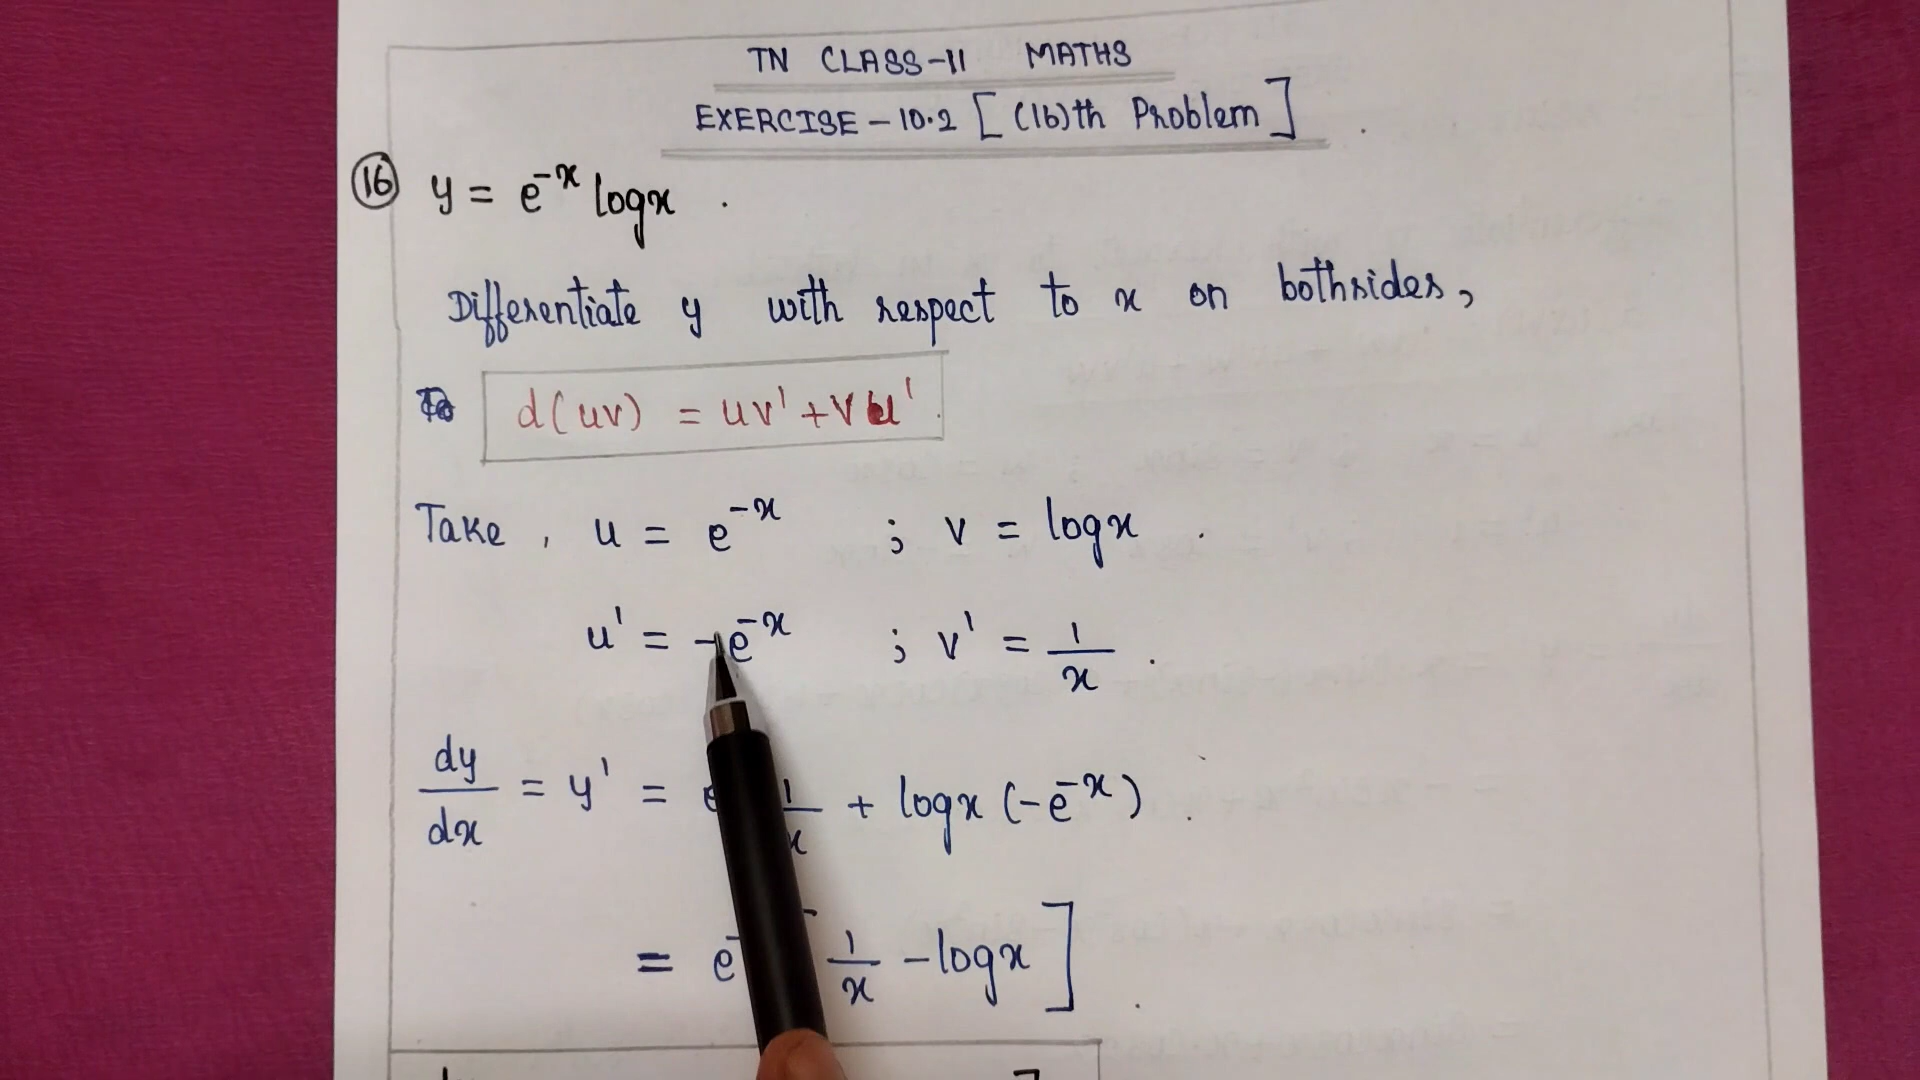 TN CLASS-11 MATHS
EXERCISE - 10.2 [(16)th Problem]
(16) y = e^-x logx .
Differentiate y with respect to x on bothsides,
d(uv) = uv' + vu'
Take, u = e^-x ; v = logx .
u' = -e^-x ; v' = 1/x .
dy/dx = y' = 1/x + logx (-e^-x) .
= e^- 1/x - logx ]